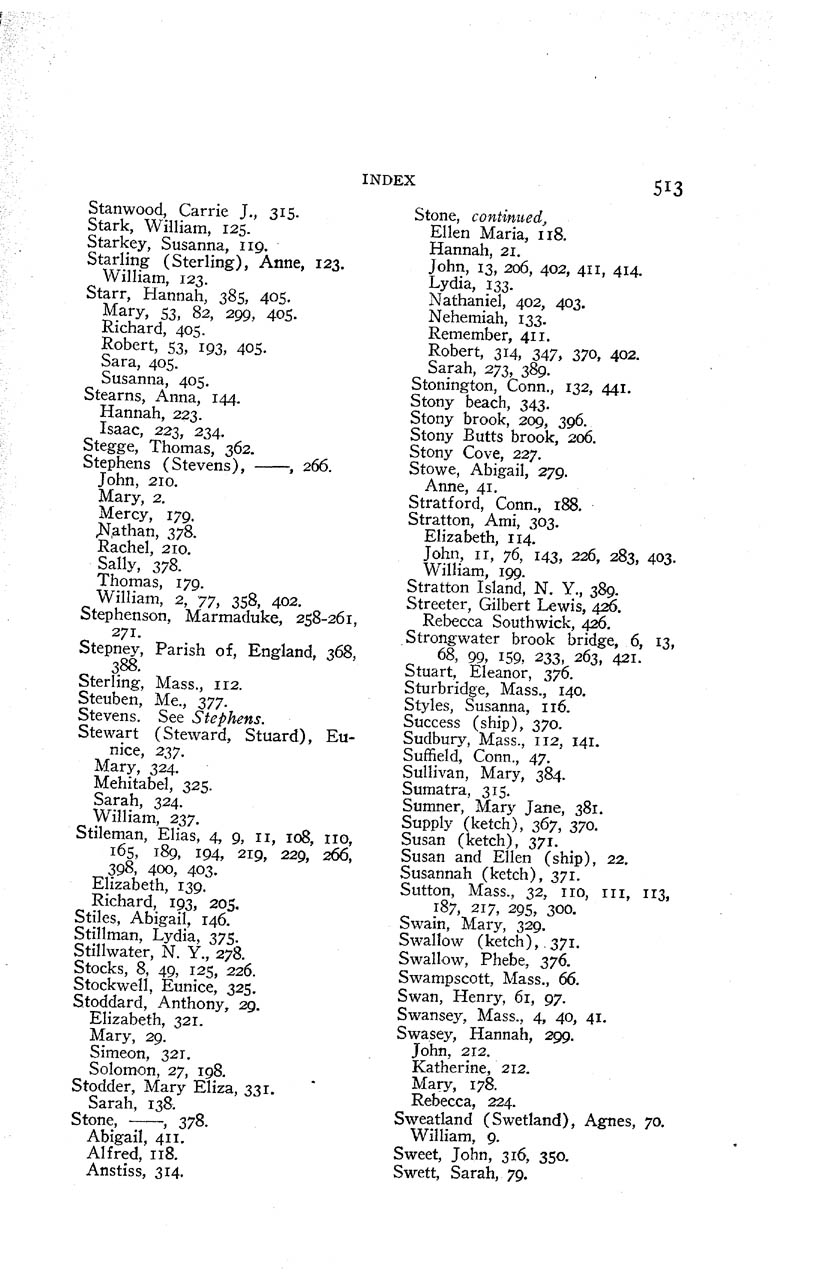 INDEX 513
Stanwood, Carrie J., 315.
Stark, William, 125.
Starkey, Susanna, 119.
Starling (Sterling), Anne, 123.
William, 123.
Starr, Hannah, 385, 405.
Mary, 53, 82, 299, 405.
Richard, 405.
Robert, 53, 193, 405.
Sara, 405.
Susanna, 405.
Stearns, Anna, 144.
Hannah, 223.
Isaac, 223, 234.
Stegge, Thomas, 362.
Stephens (Stevens), ——, 266.
John, 210.
Mary, 2.
Mercy, 179.
Nathan, 378.
Rachel, 210.
Sally, 378.
Thomas, 179.
William, 2, 77, 358, 402.
Stephenson, Marmaduke, 258-261,
271.
Stepney, Parish of, England, 368,
388.
Sterling, Mass., 112.
Steuben, Me., 377.
Stevens. See Stephens.
Stewart (Steward, Stuard), Eu-
nice, 237.
Mary, 324.
Mehitabel, 325.
Sarah, 324.
William, 237.
Stileman, Elias, 4, 9, 11, 108, 110,
165, 189, 194, 219, 229, 266,
398, 400, 403.
Elizabeth, 139.
Richard, 193, 205.
Stiles, Abigail, 146.
Stillman, Lydia, 375.
Stillwater, N. Y., 278.
Stocks, 8, 49, 125, 226.
Stockwell, Eunice, 325.
Stoddard, Anthony, 29.
Elizabeth, 321.
Mary, 29.
Simeon, 321.
Solomon, 27, 198.
Stodder, Mary Eliza, 331.
Sarah, 138.
Stone, ——, 378.
Abigail, 411.
Alfred, 118.
Anstiss, 314.
Stone, continued,
Ellen Maria, 118.
Hannah, 21.
John, 13, 206, 402, 411, 414.
Lydia, 133.
Nathaniel, 402, 403.
Nehemiah, 133.
Remember, 411.
Robert, 314, 347, 370, 402.
Sarah, 273, 389.
Stonington, Conn., 132, 441.
Stony beach, 343.
Stony brook, 209, 396.
Stony Butts brook, 206.
Stony Cove, 227.
Stowe, Abigail, 279.
Anne, 41.
Stratford, Conn., 188.
Stratton, Ami, 303.
Elizabeth, 114.
John, 11, 76, 143, 226, 283, 403.
William, 199.
Stratton Island, N. Y., 389.
Streeter, Gilbert Lewis, 426.
Rebecca Southwick, 426.
Strongwater brook bridge, 6, 13,
68, 99, 159, 233, 263, 421.
Stuart, Eleanor, 376.
Sturbridge, Mass., 140.
Styles, Susanna, 116.
Success (ship), 370.
Sudbury, Mass., 112, 141.
Suffield, Conn., 47.
Sullivan, Mary, 384.
Sumatra, 315.
Sumner, Mary Jane, 381.
Supply (ketch), 367, 370.
Susan (ketch), 371.
Susan and Ellen (ship), 22.
Susannah (ketch), 371.
Sutton, Mass., 32, 110, 111, 113,
187, 217, 295, 300.
Swain, Mary, 329.
Swallow (ketch), 371.
Swallow, Phebe, 376.
Swampscott, Mass., 66.
Swan, Henry, 61, 97.
Swansey, Mass., 4, 40, 41.
Swasey, Hannah, 299.
John, 212.
Katherine, 212.
Mary, 178.
Rebecca, 224.
Sweatland (Swetland), Agnes, 70.
William, 9.
Sweet, John, 316, 350.
Swett, Sarah, 79.